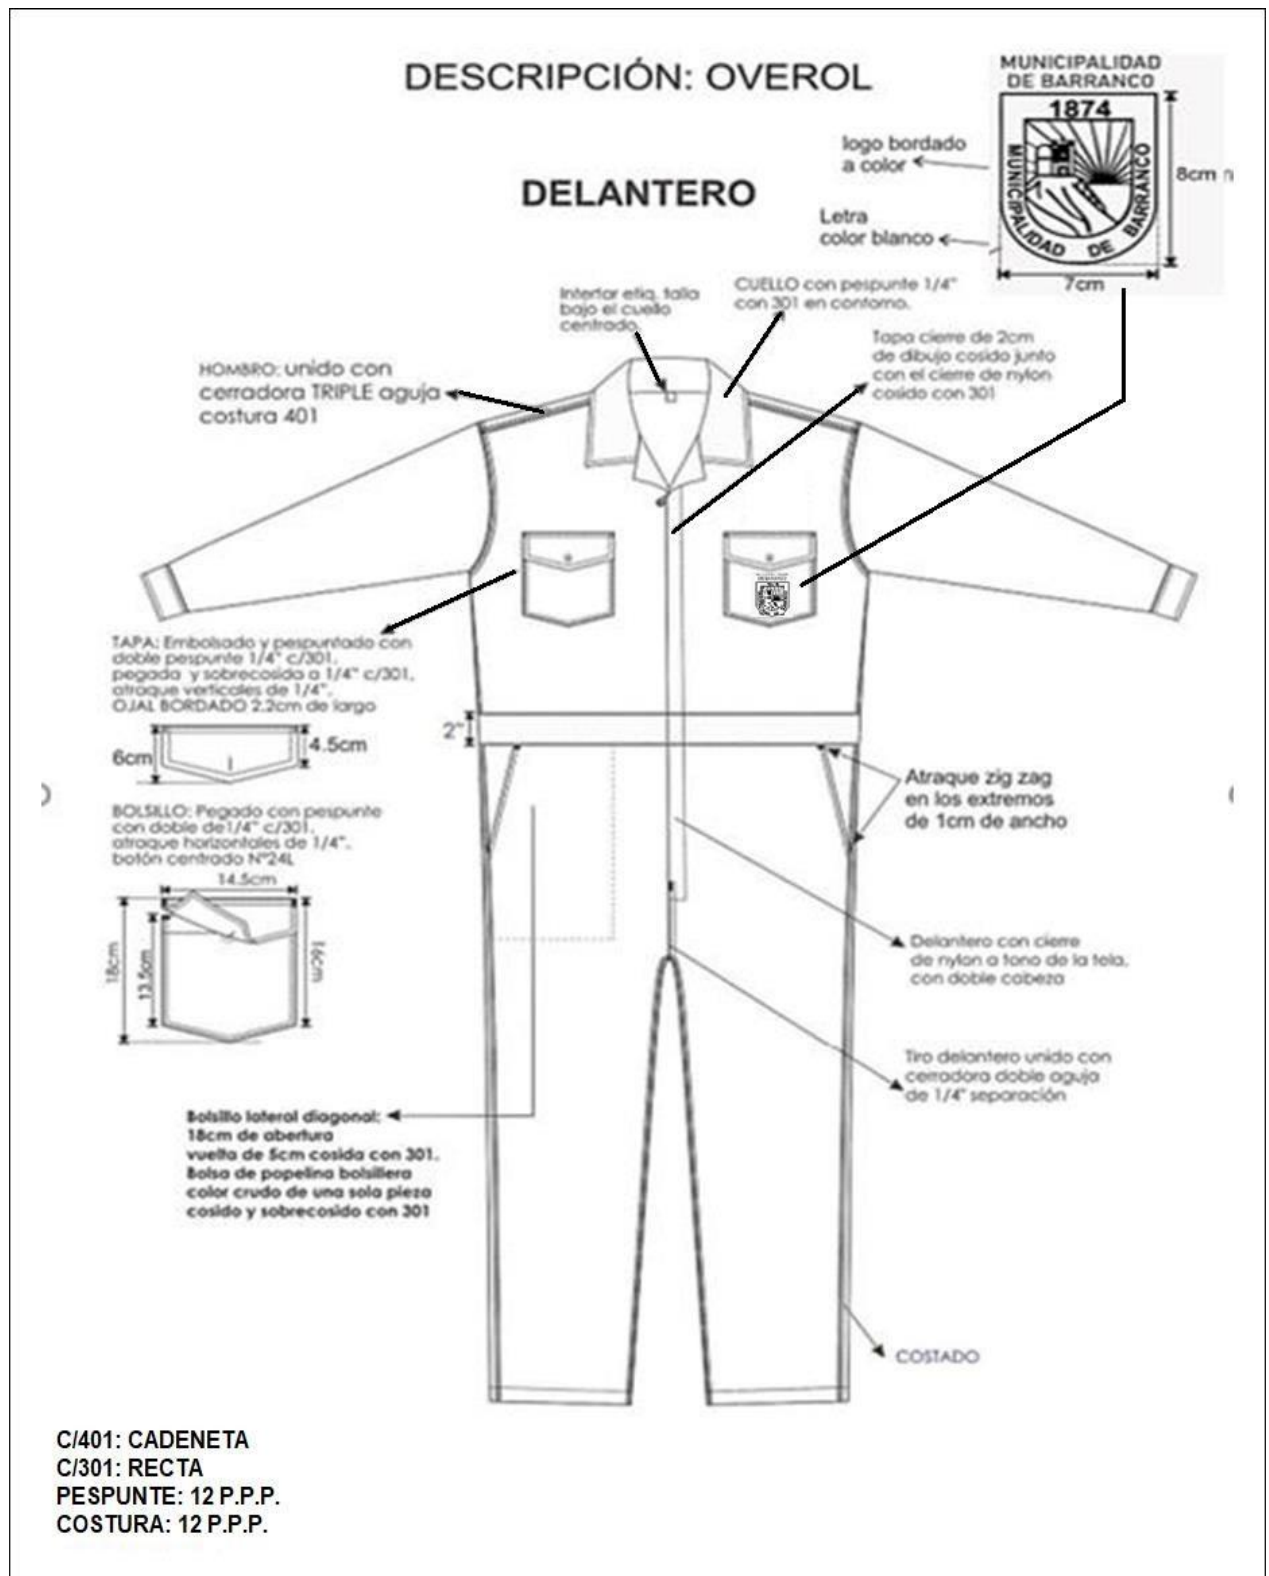 DESCRIPCIÓN: OVEROL
MUNICIPALIDAD
DE BARRANCO
1874
MUNICIPALIDAD DE BARRANCO
8cm
7cm
logo bordado
a color
Letra
color blanco
DELANTERO
Interior etiq. talla
bajo el cuello
centrado.
CUELLO con pespunte 1/4"
con 301 en contorno.
Tapa cierre de 2cm
de dibujo cosido junto
con el cierre de nylon
cosido con 301
HOMBRO: unido con
cerradora TRIPLE aguja
costura 401
TAPA: Embolsado y pespuntado con
doble pespunte 1/4" c/301.
pegada y sobrecosida a 1/4" c/301.
atraque verticales de 1/4".
OJAL BORDADO 2.2cm de largo
6cm
4.5cm
2"
Atraque zig zag
en los extremos
de 1cm de ancho
BOLSILLO: Pegado con pespunte
con doble de1/4" c/301.
atraque horizontales de 1/4".
botón centrado N°24L
14.5cm
18cm
13.5cm
16cm
Delantero con cierre
de nylon a tono de la tela,
con doble cabeza
Tiro delantero unido con
cerradora doble aguja
de 1/4" separación
Bolsillo lateral diagonal:
18cm de abertura
vuelta de 5cm cosida con 301.
Bolsa de popelina bolsillera
color crudo de una sola pieza
cosido y sobrecosido con 301
COSTADO
C/401: CADENETA
C/301: RECTA
PESPUNTE: 12 P.P.P.
COSTURA: 12 P.P.P.